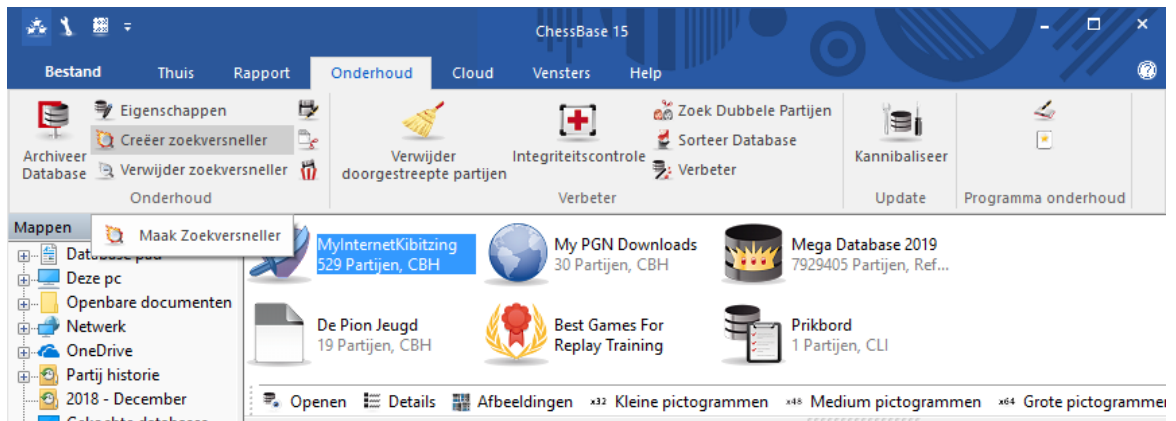 ChessBase 15
Bestand Thuis Rapport Onderhoud Cloud Vensters Help
Archiveer Database
Eigenschappen
Creëer zoekversneller
Verwijder zoekversneller
Onderhoud
Verwijder doorgestreepte partijen
Integriteitscontrole
Zoek Dubbele Partijen
Sorteer Database
Verbeter
Verbeter
Kannibaliseer
Update
Programma onderhoud
Mappen
Maak Zoekversneller
Deze pc
Openbare documenten
Netwerk
OneDrive
Partij historie
2018 - December
MyInternetKibitzing
529 Partijen, CBH
My PGN Downloads
30 Partijen, CBH
Mega Database 2019
7929405 Partijen, Ref...
De Pion Jeugd
19 Partijen, CBH
Best Games For
Replay Training
Prikbord
1 Partijen, CLI
Openen Details Afbeeldingen x32 Kleine pictogrammen x48 Medium pictogrammen x64 Grote pictogrammen